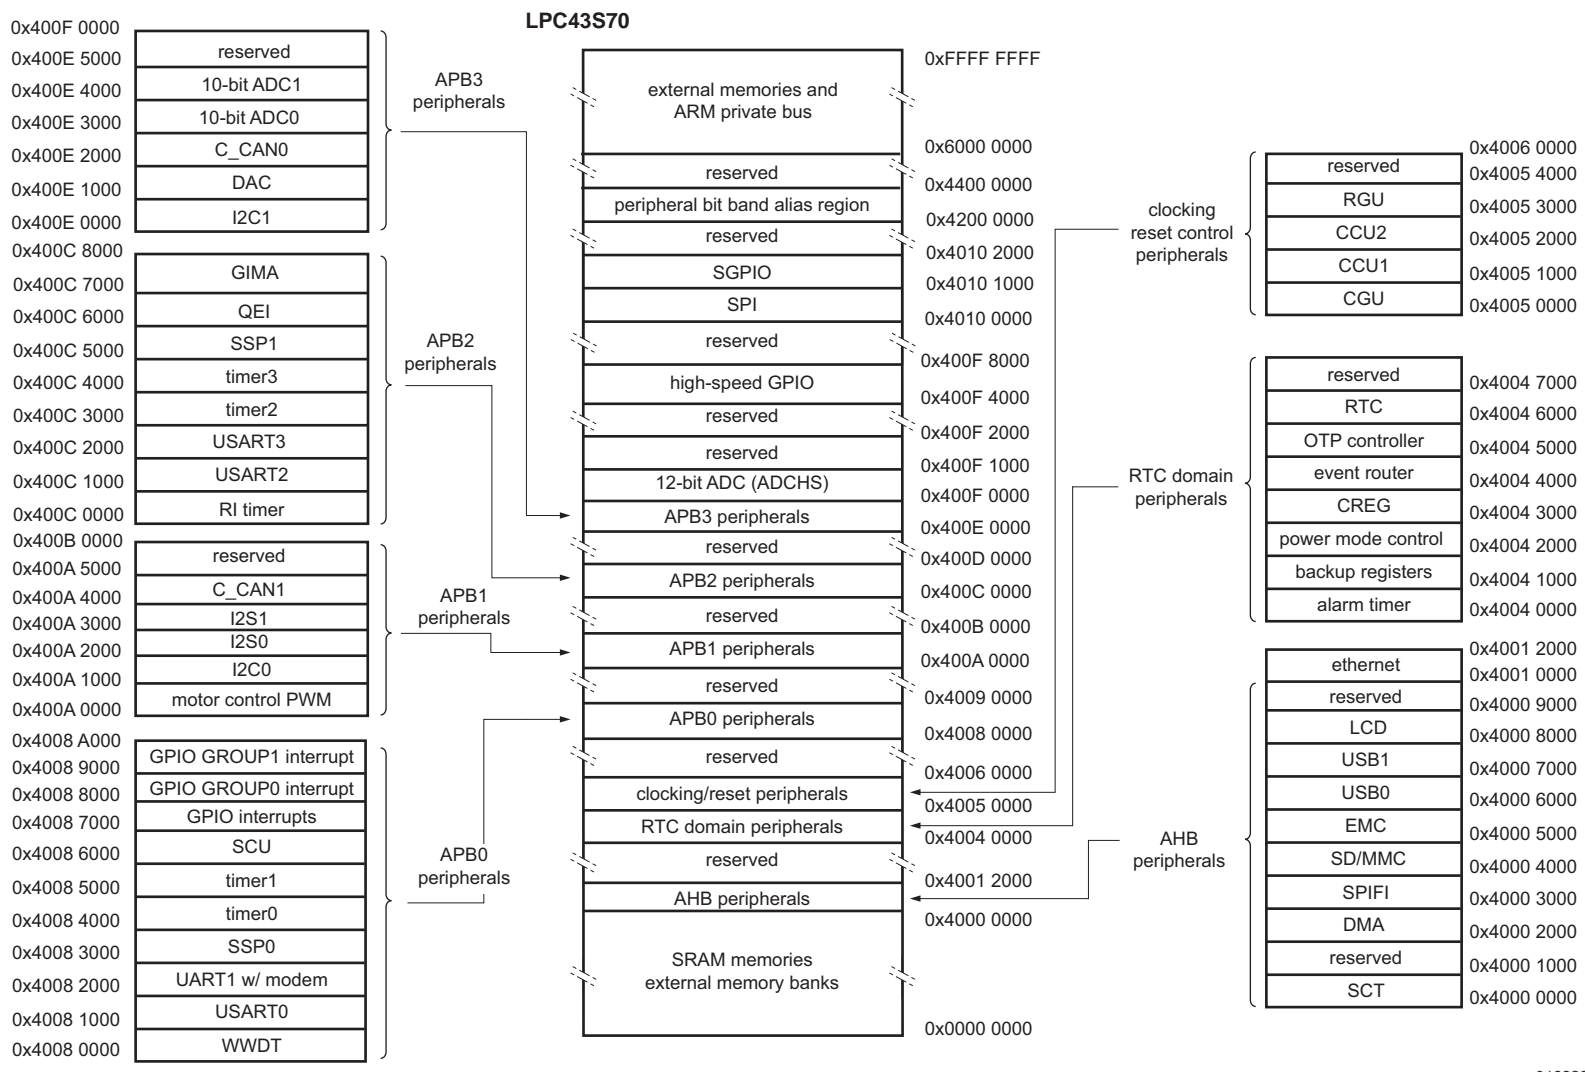 LPC43S70
0x400F 0000
reserved
0x400E 5000
10-bit ADC1
0x400E 4000
10-bit ADC0
0x400E 3000
C_CAN0
0x400E 2000
DAC
0x400E 1000
I2C1
0x400E 0000
APB3
peripherals
0x400C 8000
GIMA
0x400C 7000
QEI
0x400C 6000
SSP1
0x400C 5000
timer3
0x400C 4000
timer2
0x400C 3000
USART3
0x400C 2000
USART2
0x400C 1000
RI timer
0x400C 0000
APB2
peripherals
0x400B 0000
reserved
0x400A 5000
C_CAN1
0x400A 4000
I2S1
0x400A 3000
I2S0
0x400A 2000
I2C0
0x400A 1000
motor control PWM
0x400A 0000
APB1
peripherals
0x4008 A000
GPIO GROUP1 interrupt
0x4008 9000
GPIO GROUP0 interrupt
0x4008 8000
GPIO interrupts
0x4008 7000
SCU
0x4008 6000
timer1
0x4008 5000
timer0
0x4008 4000
SSP0
0x4008 3000
UART1 w/ modem
0x4008 2000
USART0
0x4008 1000
WWDT
0x4008 0000
APB0
peripherals
0xFFFF FFFF
external memories and
ARM private bus
0x6000 0000
reserved
0x4400 0000
peripheral bit band alias region
0x4200 0000
reserved
0x4010 2000
SGPIO
0x4010 1000
SPI
0x4010 0000
reserved
0x400F 8000
high-speed GPIO
0x400F 4000
reserved
0x400F 2000
reserved
0x400F 1000
12-bit ADC (ADCHS)
0x400F 0000
APB3 peripherals
0x400E 0000
reserved
0x400D 0000
APB2 peripherals
0x400C 0000
reserved
0x400B 0000
APB1 peripherals
0x400A 0000
reserved
0x4009 0000
APB0 peripherals
0x4008 0000
reserved
0x4006 0000
clocking/reset peripherals
0x4005 0000
RTC domain peripherals
0x4004 0000
reserved
0x4001 2000
AHB peripherals
0x4000 0000
SRAM memories
external memory banks
0x0000 0000
clocking
reset control
peripherals
0x4006 0000
reserved
0x4005 4000
RGU
0x4005 3000
CCU2
0x4005 2000
CCU1
0x4005 1000
CGU
0x4005 0000
RTC domain
peripherals
reserved
0x4004 7000
RTC
0x4004 6000
OTP controller
0x4004 5000
event router
0x4004 4000
CREG
0x4004 3000
power mode control
0x4004 2000
backup registers
0x4004 1000
alarm timer
0x4004 0000
AHB
peripherals
0x4001 2000
ethernet
0x4001 0000
reserved
0x4000 9000
LCD
0x4000 8000
USB1
0x4000 7000
USB0
0x4000 6000
EMC
0x4000 5000
SD/MMC
0x4000 4000
SPIFI
0x4000 3000
DMA
0x4000 2000
reserved
0x4000 1000
SCT
0x4000 0000